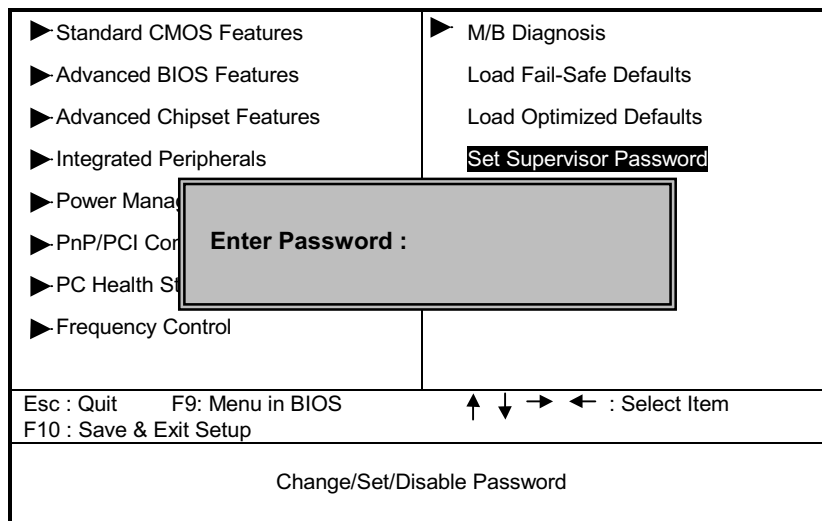 Standard CMOS Features
Advanced BIOS Features
Advanced Chipset Features
Integrated Peripherals
Power Manag
PnP/PCI Con
PC Health St
Frequency Control
M/B Diagnosis
Load Fail-Safe Defaults
Load Optimized Defaults
Set Supervisor Password
Enter Password :
Esc : Quit F9: Menu in BIOS
↑ ↓ → ← : Select Item
F10 : Save & Exit Setup
Change/Set/Disable Password